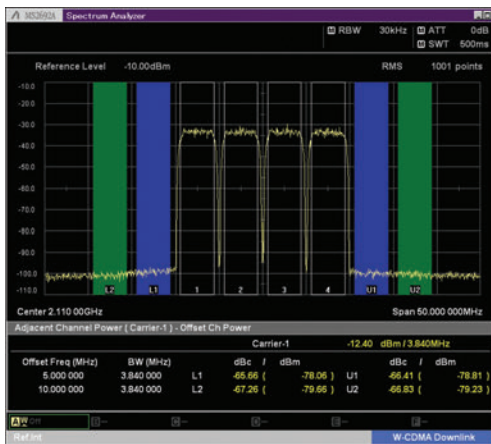 MS2692A Spectrum Analyzer
RBW 30kHz ATT 0dB
SWT 500ms
Reference Level -10.00dBm RMS 1001 points
-10.0
-20.0
-30.0
-40.0
-50.0
-60.0
-70.0
-80.0
-90.0
-100.0
-110.0
L2 L1 1 2 3 4 U1 U2
Center 2.110 00GHz Span 50.000 000MHz
Adjacent Channel Power ( Carrier-1 ) - Offset Ch Power
Carrier-1 -12.40 dBm / 3.840MHz
Offset Freq (MHz) BW (MHz) dBc / dBm dBc / dBm
5.000 000 3.840 000 L1 -65.66 ( -78.06 ) U1 -66.41 ( -78.81 )
10.000 000 3.840 000 L2 -67.26 ( -79.66 ) U2 -66.83 ( -79.23 )
Off
Ref.Int W-CDMA Downlink